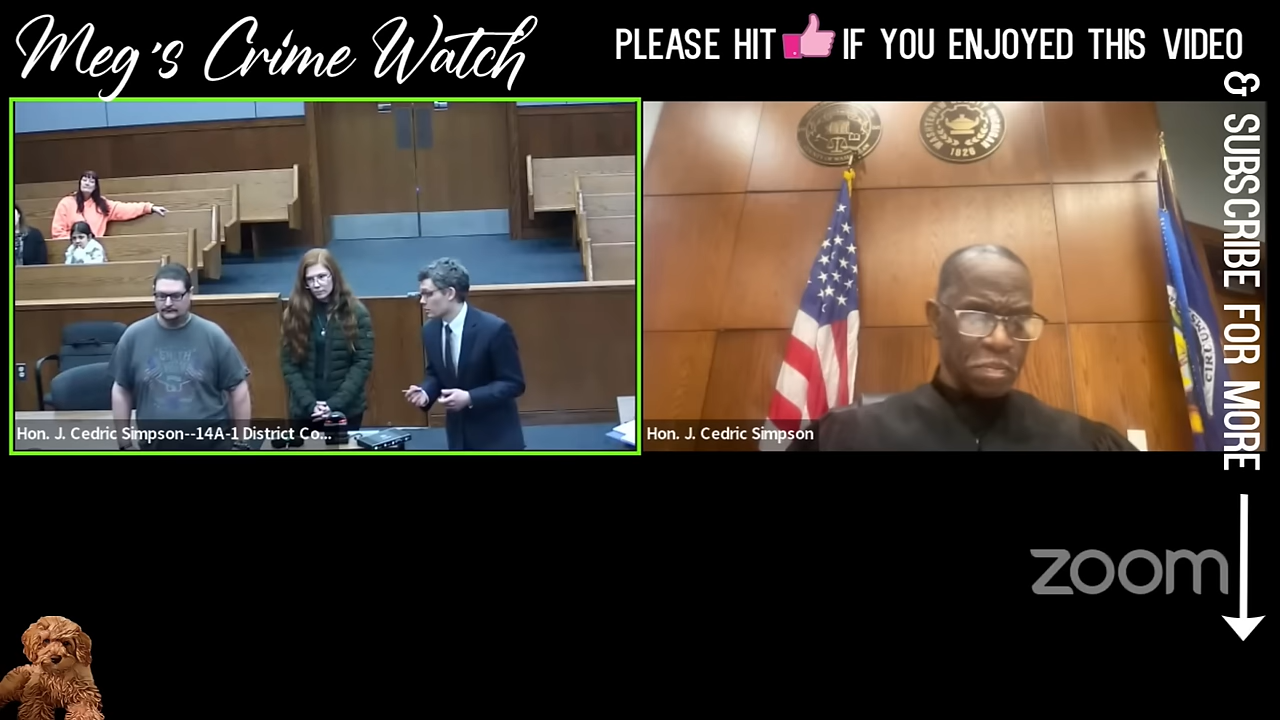 Meg's Crime Watch
PLEASE HIT IF YOU ENJOYED THIS VIDEO
& SUBSCRIBE FOR MORE
Hon. J. Cedric Simpson--14A-1 District Co...
Hon. J. Cedric Simpson
1826
zoom